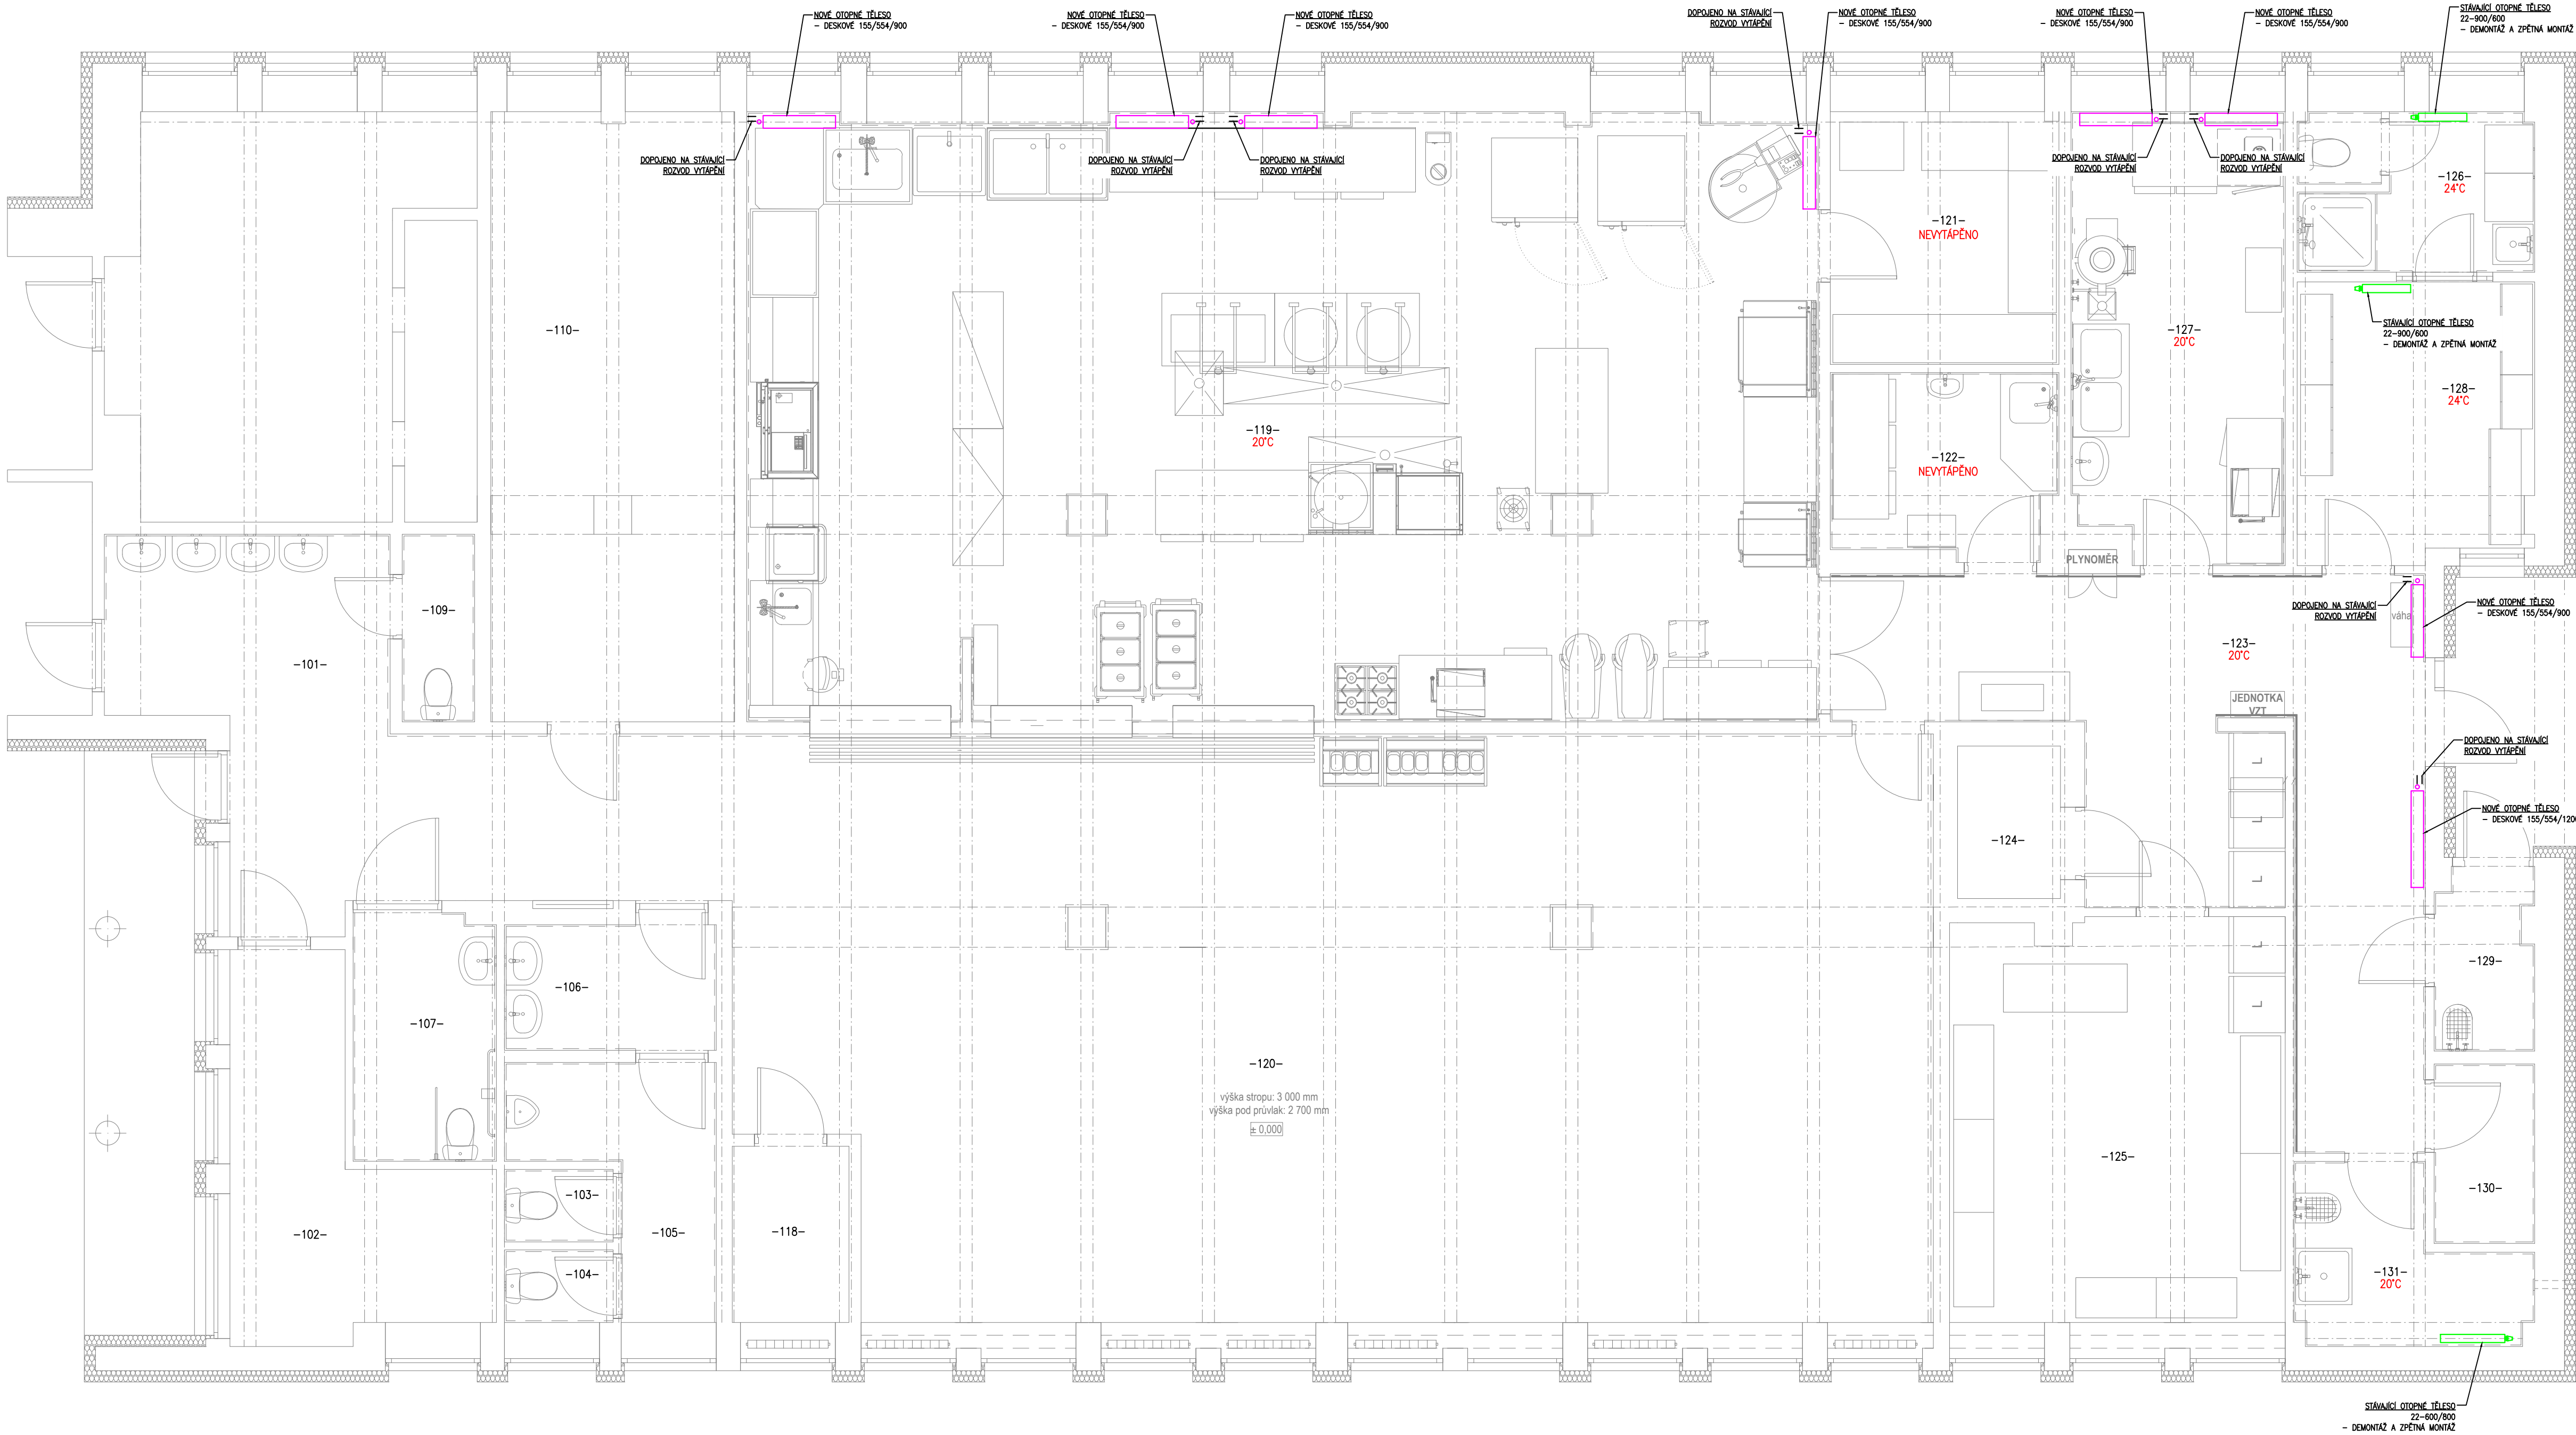 NOVÉ OTOPNÉ TĚLESO
- DESKOVÉ 155/554/900
NOVÉ OTOPNÉ TĚLESO
- DESKOVÉ 155/554/900
NOVÉ OTOPNÉ TĚLESO
- DESKOVÉ 155/554/900
DOPOJENO NA STÁVAJÍCÍ
ROZVOD VYTÁPĚNÍ
NOVÉ OTOPNÉ TĚLESO
- DESKOVÉ 155/554/900
NOVÉ OTOPNÉ TĚLESO
- DESKOVÉ 155/554/900
NOVÉ OTOPNÉ TĚLESO
- DESKOVÉ 155/554/900
STÁVAJÍCÍ OTOPNÉ TĚLESO
22-900/600
- DEMONTÁŽ A ZPĚTNÁ MONTÁŽ
DOPOJENO NA STÁVAJÍCÍ
ROZVOD VYTÁPĚNÍ
DOPOJENO NA STÁVAJÍCÍ
ROZVOD VYTÁPĚNÍ
DOPOJENO NA STÁVAJÍCÍ
ROZVOD VYTÁPĚNÍ
DOPOJENO NA STÁVAJÍCÍ
ROZVOD VYTÁPĚNÍ
DOPOJENO NA STÁVAJÍCÍ
ROZVOD VYTÁPĚNÍ
-126-
24°C
-121-
NEVYTÁPĚNO
-110-
-127-
20°C
STÁVAJÍCÍ OTOPNÉ TĚLESO
22-900/600
- DEMONTÁŽ A ZPĚTNÁ MONTÁŽ
-128-
24°C
-119-
20°C
-122-
NEVYTÁPĚNO
PLYNOMĚR
-109-
DOPOJENO NA STÁVAJÍCÍ
ROZVOD VYTÁPĚNÍ
váha
NOVÉ OTOPNÉ TĚLESO
- DESKOVÉ 155/554/900
-101-
-123-
20°C
JEDNOTKA
VZT
DOPOJENO NA STÁVAJÍCÍ
ROZVOD VYTÁPĚNÍ
NOVÉ OTOPNÉ TĚLESO
- DESKOVÉ 155/554/1200
-124-
-129-
-106-
-107-
-120-
výška stropu: 3 000 mm
výška pod průvlak: 2 700 mm
± 0,000
-125-
-130-
-103-
-102-
-105-
-118-
-104-
-131-
20°C
STÁVAJÍCÍ OTOPNÉ TĚLESO
22-600/800
- DEMONTÁŽ A ZPĚTNÁ MONTÁŽ